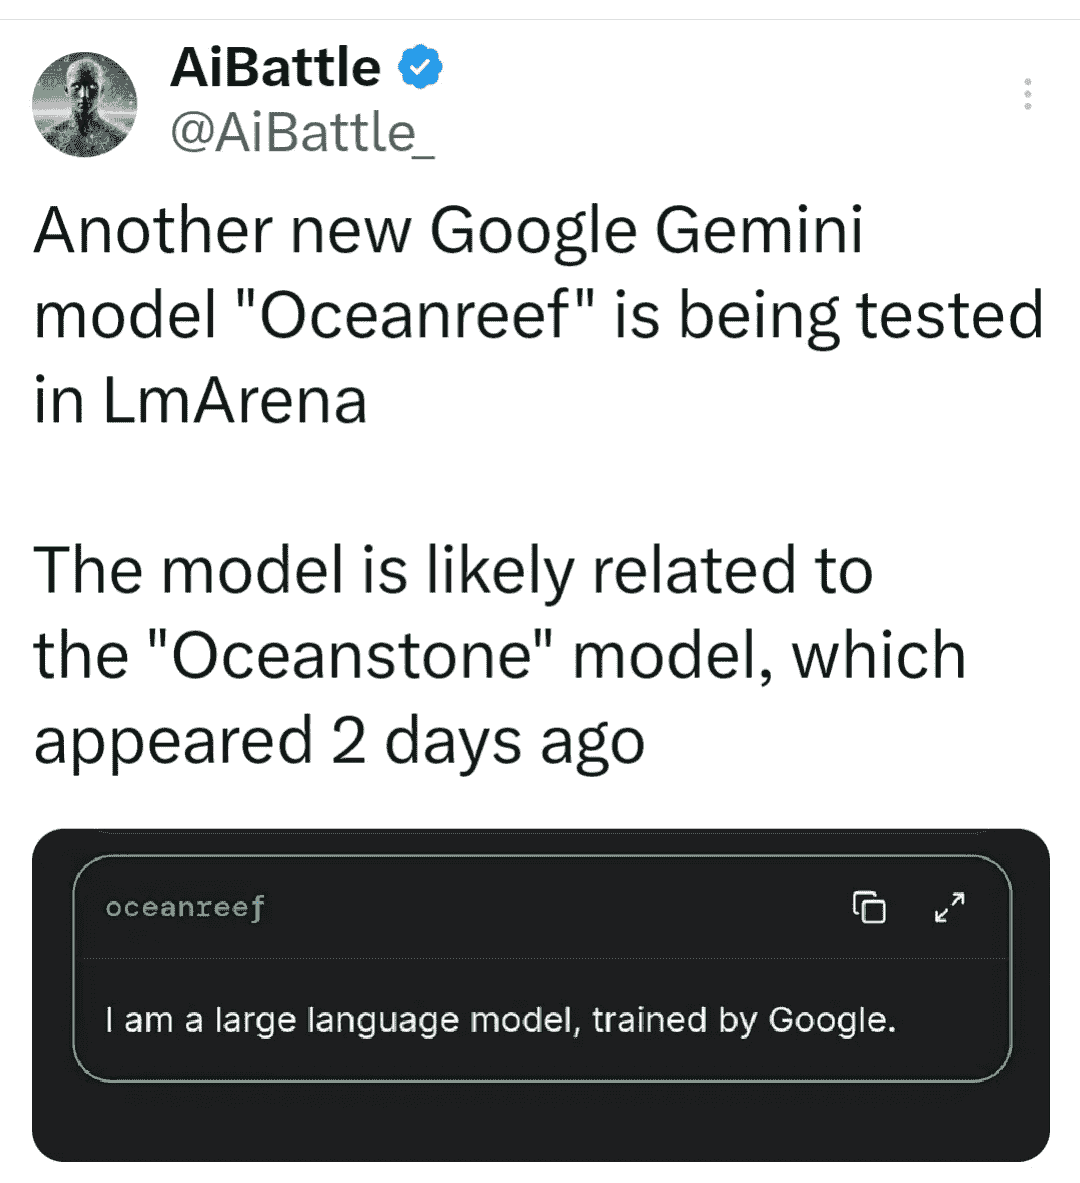 AiBattle
@AiBattle_
Another new Google Gemini
model "Oceanreef" is being tested
in LmArena
The model is likely related to
the "Oceanstone" model, which
appeared 2 days ago
oceanreef
I am a large language model, trained by Google.